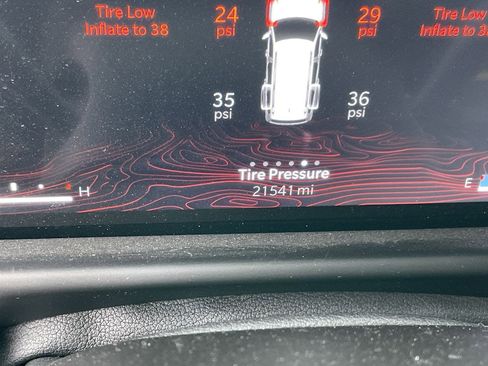 Tire Low
Inflate to 38
24
psi
29
psi
Tire Low
Inflate to
35
psi
36
psi
Tire Pressure
21541 mi
H
E